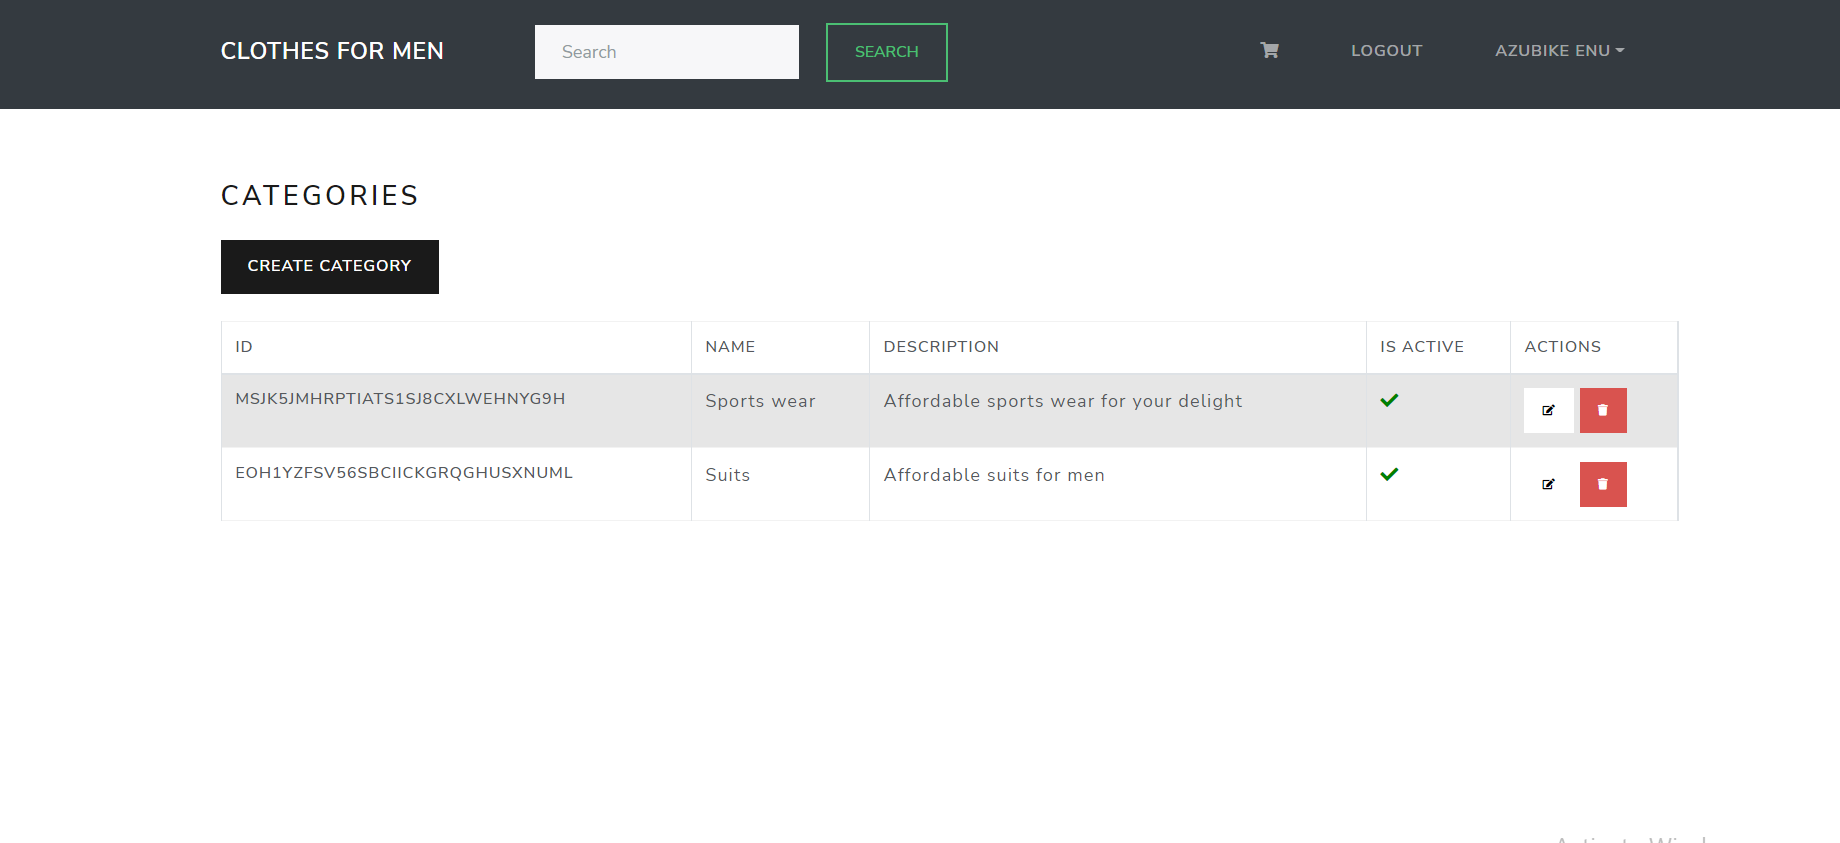 CLOTHES FOR MEN Search SEARCH LOGOUT AZUBIKE ENU
CATEGORIES
CREATE CATEGORY
ID NAME DESCRIPTION IS ACTIVE ACTIONS
MSJK5JMHRPTIATS1SJ8CXLWEHNYG9H Sports wear Affordable sports wear for your delight
EOH1YZFSV56SBCIICKGRQGHUSXNUML Suits Affordable suits for men